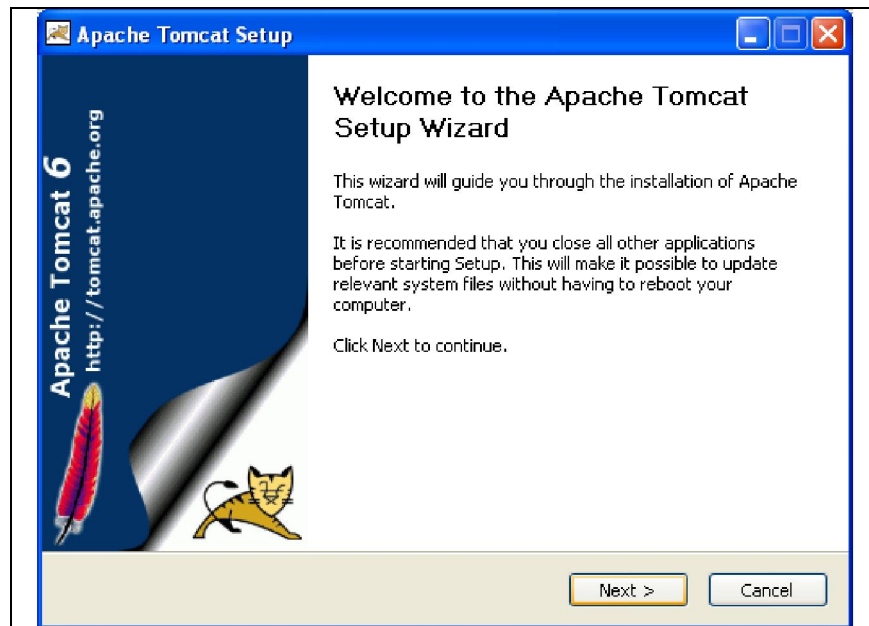 Apache Tomcat Setup
Apache Tomcat 6
http://tomcat.apache.org
Welcome to the Apache Tomcat
Setup Wizard
This wizard will guide you through the installation of Apache
Tomcat.
It is recommended that you close all other applications
before starting Setup. This will make it possible to update
relevant system files without having to reboot your
computer.
Click Next to continue.
Next >
Cancel